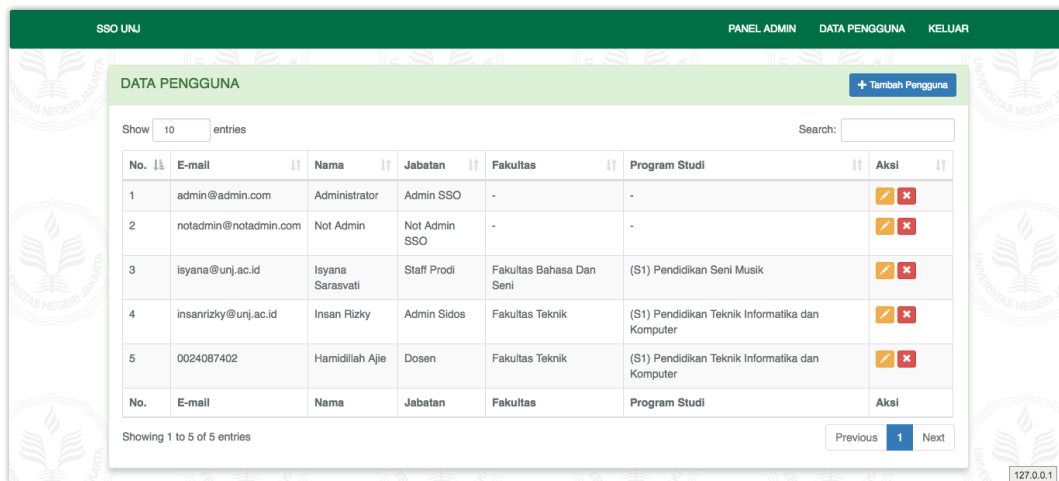 SSO UNJ PANEL ADMIN DATA PENGGUNA KELUAR
DATA PENGGUNA + Tambah Pengguna
Show 10 entries Search:
No. E-mail Nama Jabatan Fakultas Program Studi Aksi
1 admin@admin.com Administrator Admin SSO - -
2 notadmin@notadmin.com Not Admin Not Admin - -
SSO
3 isyana@unj.ac.id Isyana Staff Prodi Fakultas Bahasa Dan (S1) Pendidikan Seni Musik
Sarasvati Seni
4 insanrizky@unj.ac.id Insan Rizky Admin Sidos Fakultas Teknik (S1) Pendidikan Teknik Informatika dan
Komputer
5 0024087402 Hamidillah Ajie Dosen Fakultas Teknik (S1) Pendidikan Teknik Informatika dan
Komputer
No. E-mail Nama Jabatan Fakultas Program Studi Aksi
Showing 1 to 5 of 5 entries Previous 1 Next
127.0.0.1